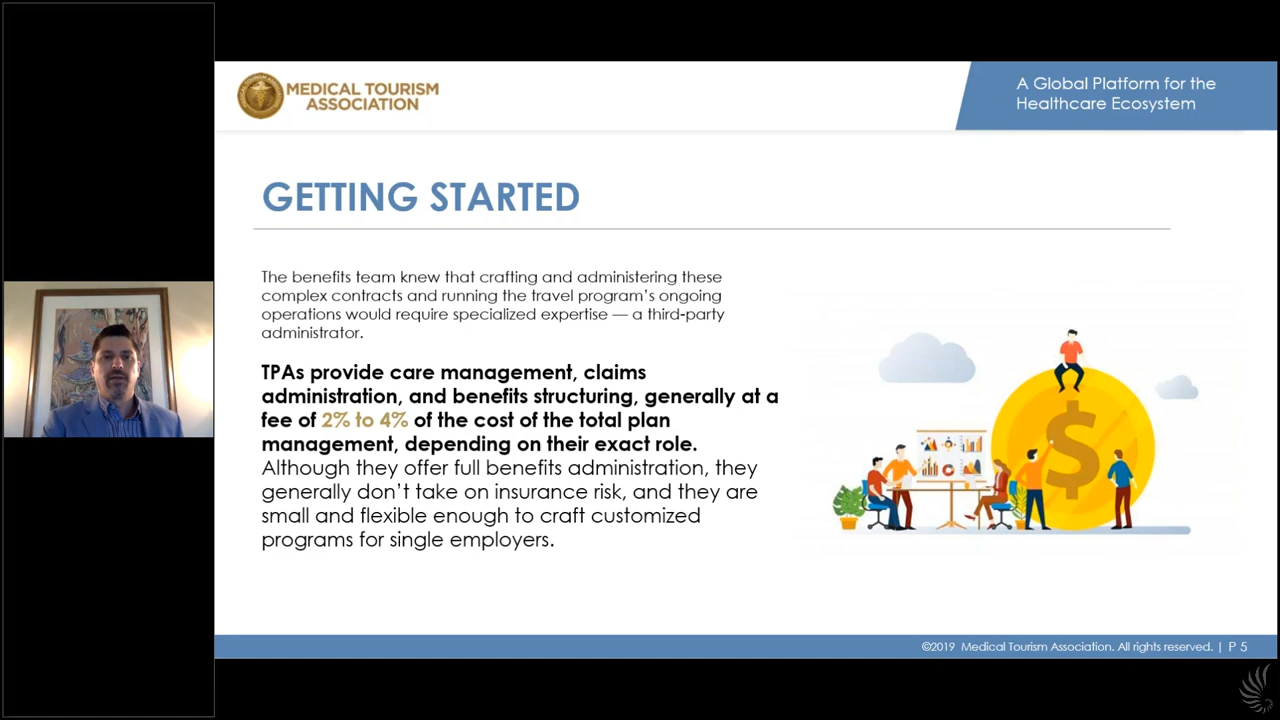 MEDICAL TOURISM
ASSOCIATION
A Global Platform for the
Healthcare Ecosystem
GETTING STARTED
The benefits team knew that crafting and administering these
complex contracts and running the travel program’s ongoing
operations would require specialized expertise — a third-party
administrator.
TPAs provide care management, claims
administration, and benefits structuring, generally at a
fee of 2% to 4% of the cost of the total plan
management, depending on their exact role.
Although they offer full benefits administration, they
generally don’t take on insurance risk, and they are
small and flexible enough to craft customized
programs for single employers.
$
©2019 Medical Tourism Association. All rights reserved. | P 5